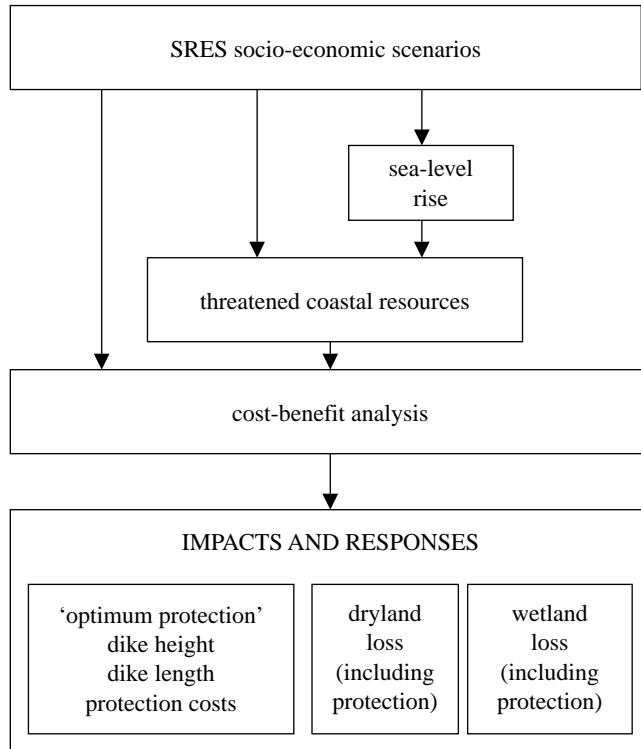 SRES socio-economic scenarios
sea-level
rise
threatened coastal resources
cost-benefit analysis
IMPACTS AND RESPONSES
‘optimum protection’
dike height
dike length
protection costs
dryland
loss
(including
protection)
wetland
loss
(including
protection)